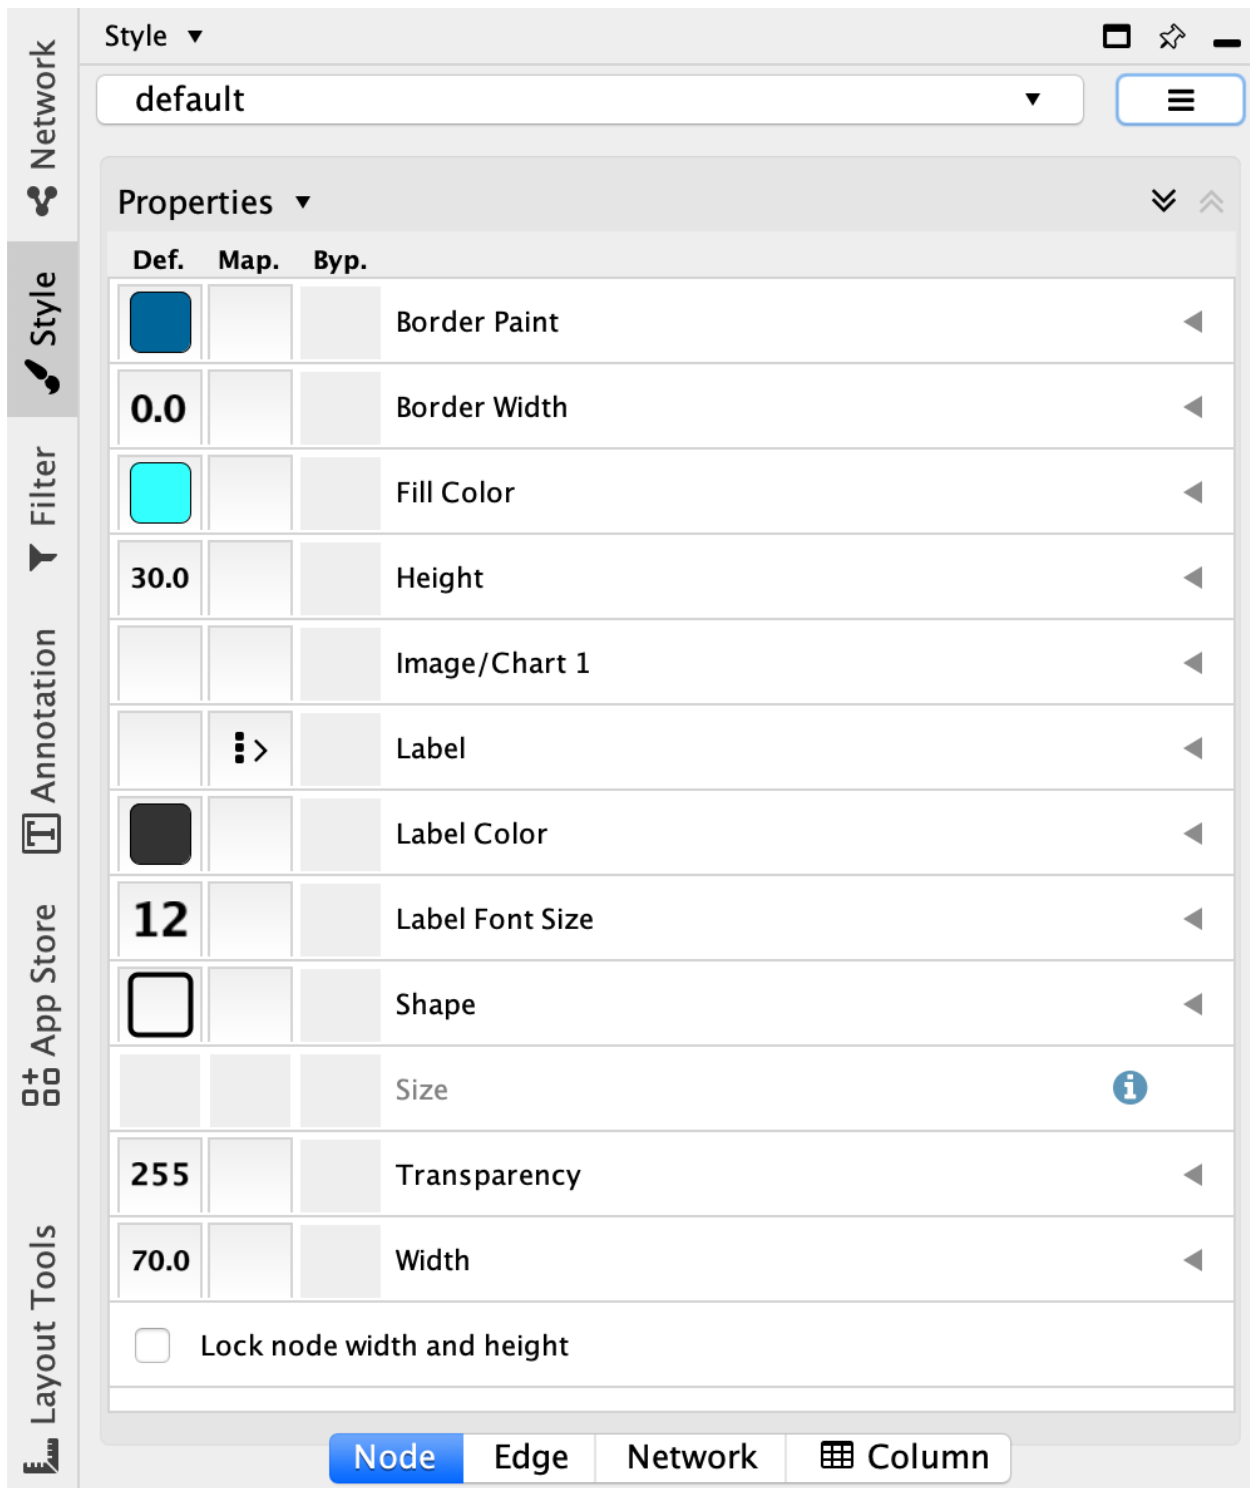 Style
default
Properties
Def. Map. Byp.
Border Paint
0.0 Border Width
Fill Color
30.0 Height
Image/Chart 1
Label
Label Color
12 Label Font Size
Shape
Size
255 Transparency
70.0 Width
Lock node width and height
Node Edge Network Column
Network
Style
Filter
Annotation
App Store
Layout Tools